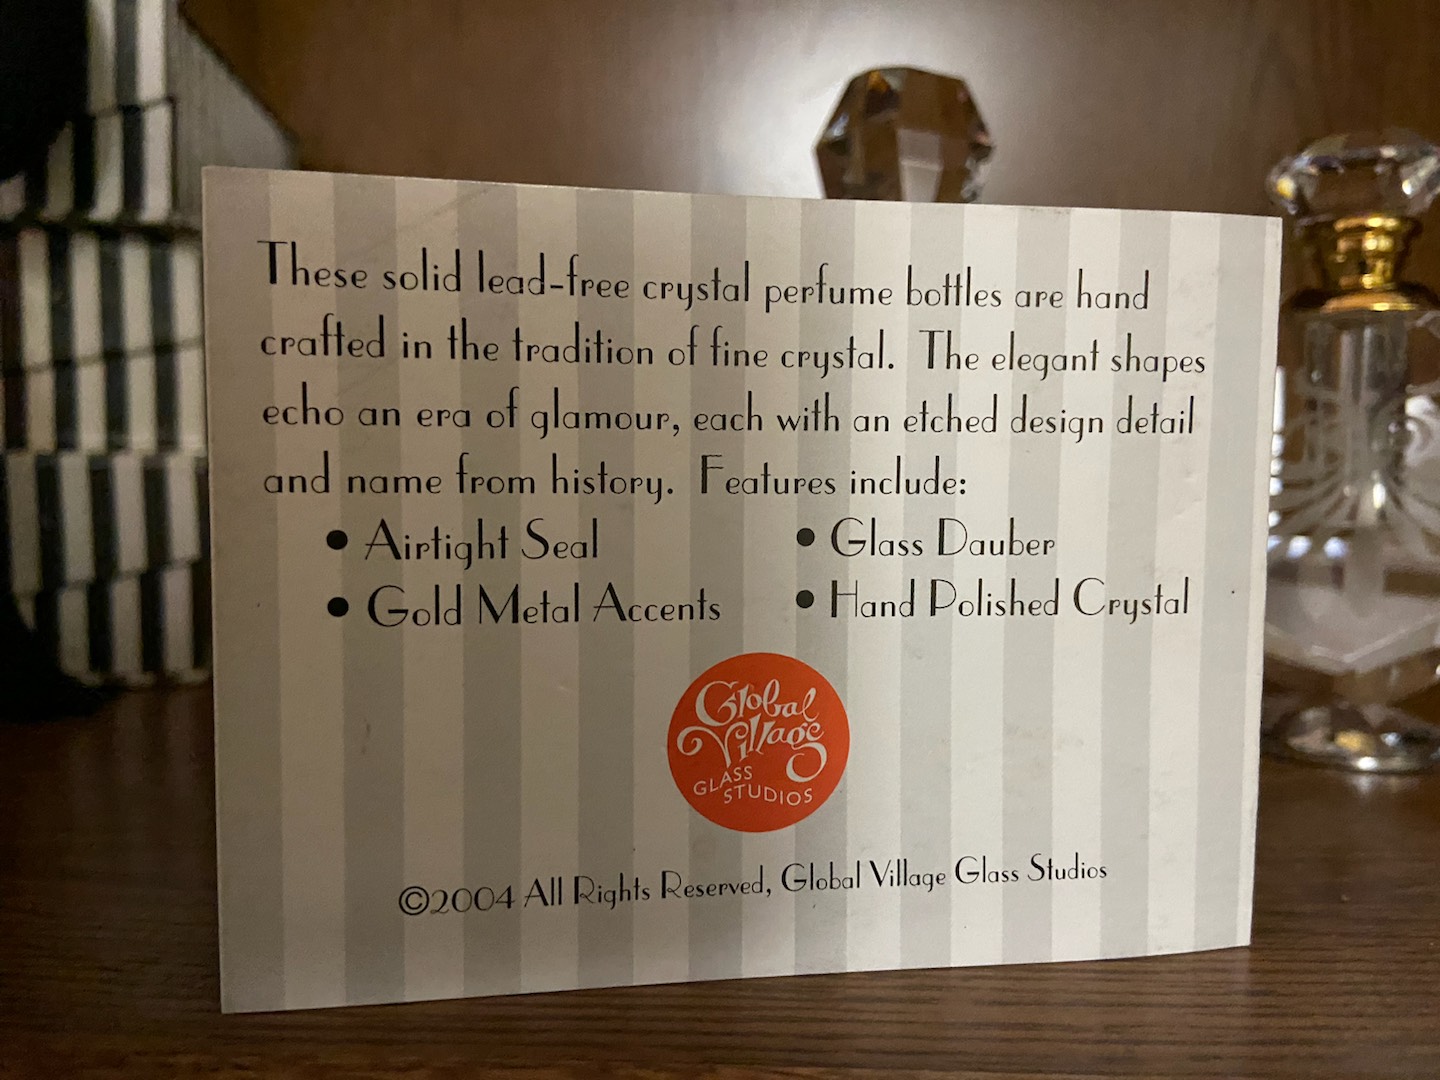 These solid lead-free crystal perfume bottles are hand
crafted in the tradition of fine crystal. The elegant shapes
echo an era of glamour, each with an etched design detail
and name from history. Features include:
• Airtight Seal
• Gold Metal Accents
• Glass Dauber
• Hand Polished Crystal
Global
Village
GLASS
STUDIOS
©2004 All Rights Reserved, Global Village Glass Studios